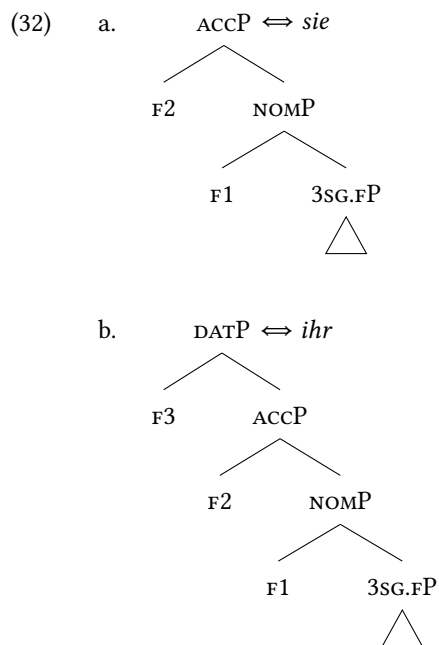 (32) a. ACCP ⇔ sie
F2 NOMP
F1 3SG.FP
b. DATP ⇔ ihr
F3 ACCP
F2 NOMP
F1 3SG.FP